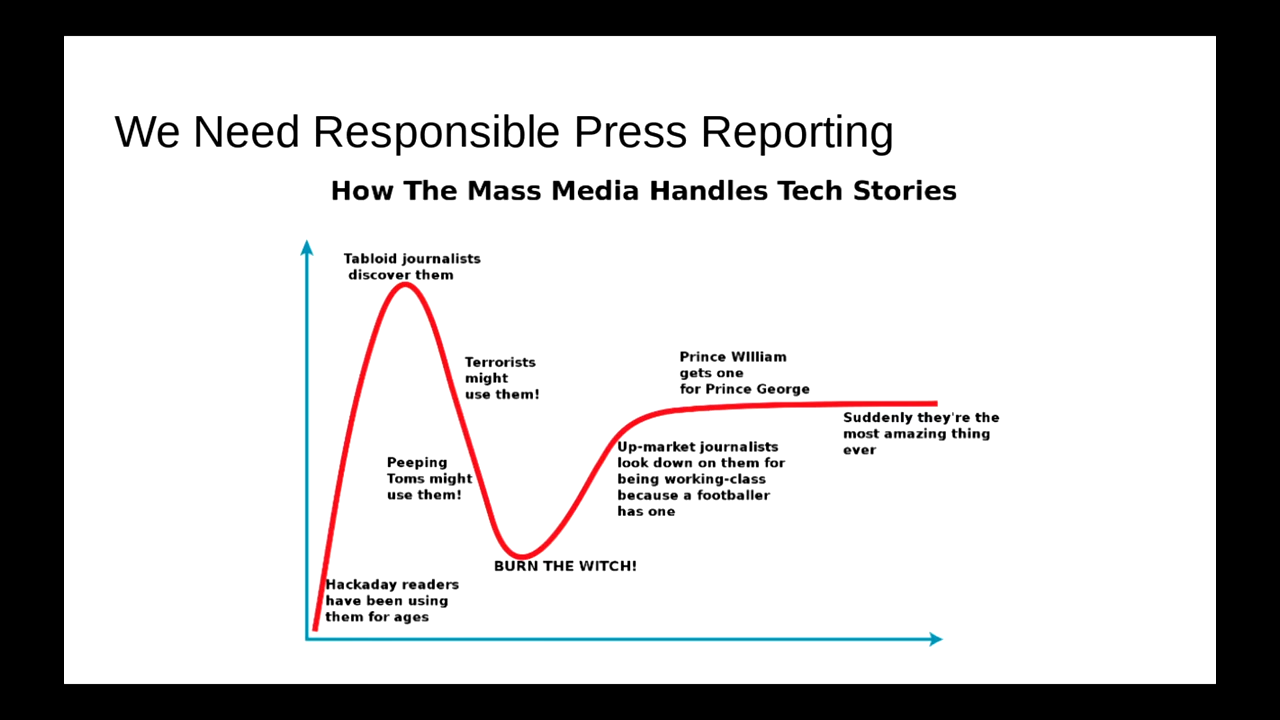 We Need Responsible Press Reporting
How The Mass Media Handles Tech Stories
Tabloid journalists
discover them
Terrorists
might
use them!
Peeping
Toms might
use them!
Hackaday readers
have been using
them for ages
BURN THE WITCH!
Up-market journalists
look down on them for
being working-class
because a footballer
has one
Prince WIlliam
gets one
for Prince George
Suddenly they're the
most amazing thing
ever